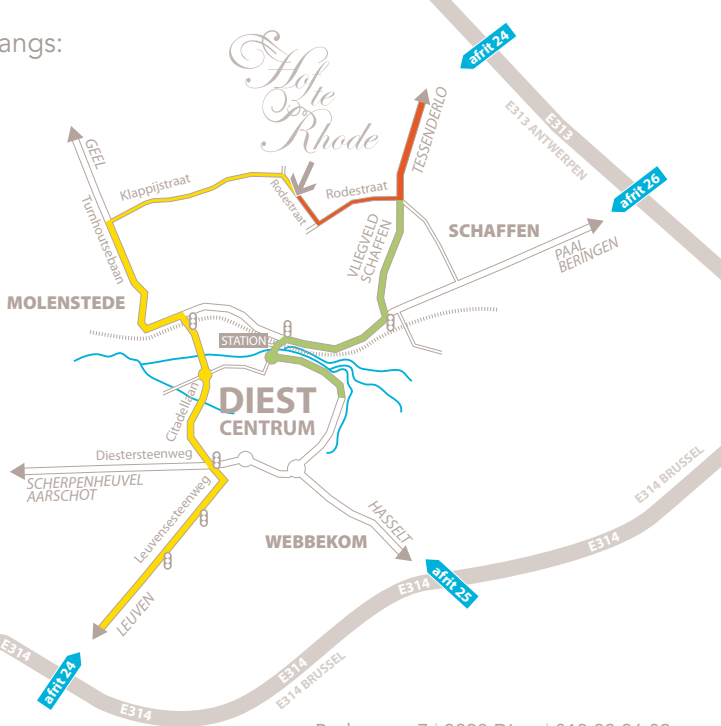 angs:
Hof
te
Rhode
afrit 24
E313
E313 ANTWERPEN
afrit 26
TESSENDERLO
GEEL
Klappijstraat
Rodestraat
Rodestraat
Turnhoutsebaan
VLIEGVELD
SCHAFFEN
SCHAFFEN
PAAL
BERINGEN
MOLENSTEDE
STATION
DIEST
CENTRUM
Citadellaan
Diestersteenweg
SCHERPENHEUVEL
AARSCHOT
Leuvensesteenweg
HASSELT
WEBBEKOM
E314 BRUSSEL
E314
E314
afrit 25
LEUVEN
E314
afrit 24
E314
E314 BRUSSEL
E314